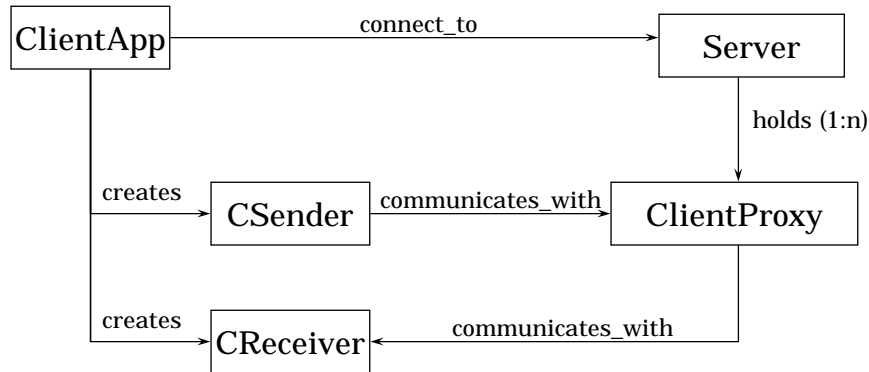 ClientApp
connect_to
Server
holds (1:n)
creates
CSender
communicates_with
ClientProxy
creates
CReceiver
communicates_with